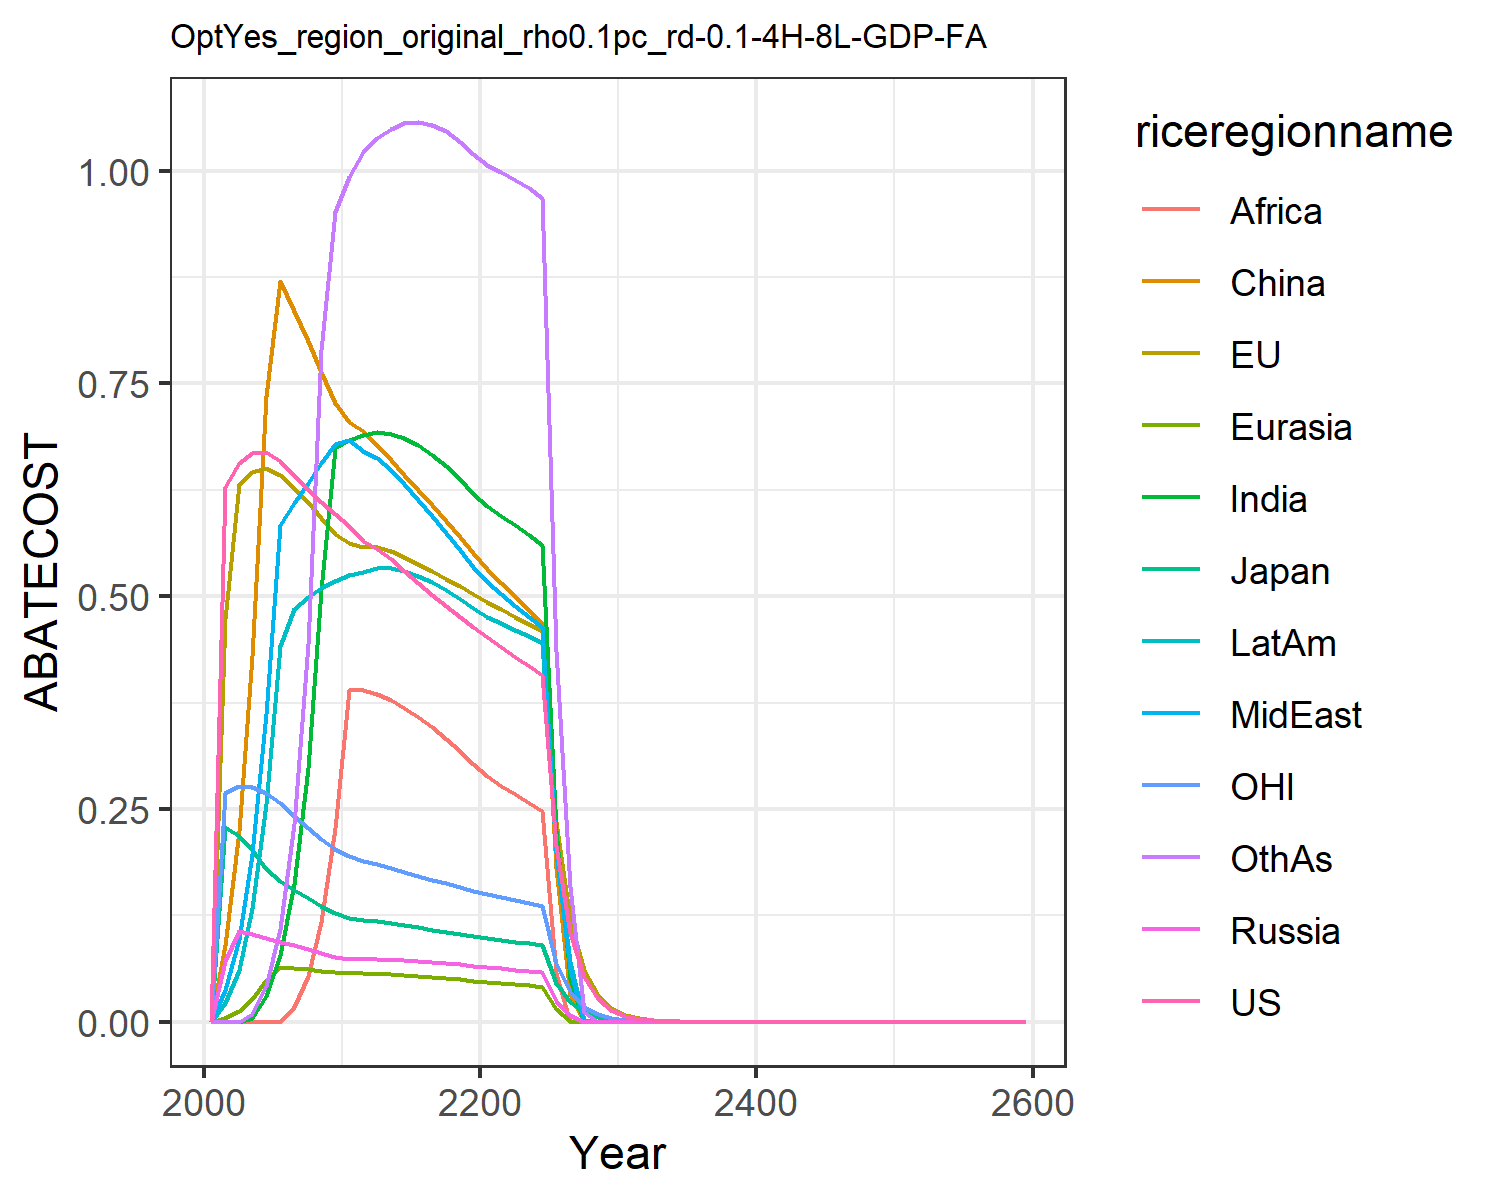 OptYes_region_original_rho0.1pc_rd-0.1-4H-8L-GDP-FA
ABATECOST
1.00
0.75
0.50
0.25
0.00
2000
2200
2400
2600
Year
riceregionname
Africa
China
EU
Eurasia
India
Japan
LatAm
MidEast
OHI
OthAs
Russia
US